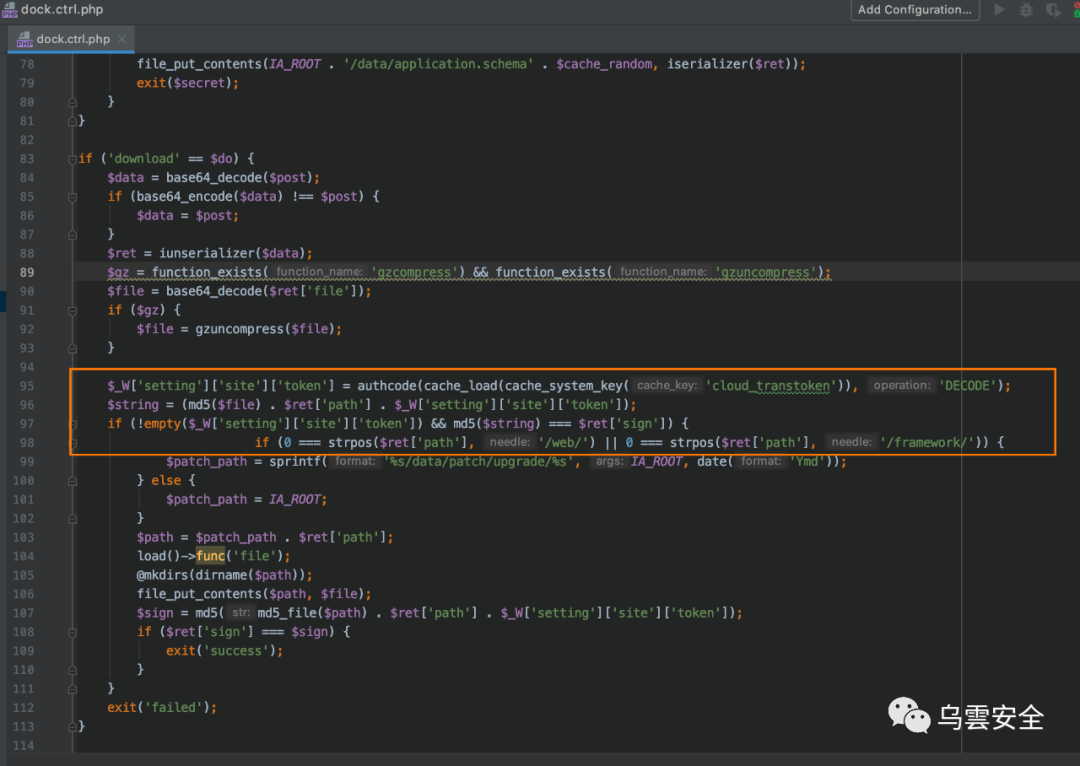 dock.ctrl.php
Add Configuration...
dock.ctrl.php
78 file_put_contents(IA_ROOT . '/data/application.schema' . $cache_random, iserializer($ret));
79 exit($secret);
80 }
81 }
82
83 if ('download' == $do) {
84 $data = base64_decode($post);
85 if (base64_encode($data) !== $post) {
86 $data = $post;
87 }
88 $ret = iunserializer($data);
89 $gz = function_exists( function_name: 'gzcompress') && function_exists( function_name: 'gzuncompress');
90 $file = base64_decode($ret['file']);
91 if ($gz) {
92 $file = gzuncompress($file);
93 }
94
95 $_W['setting']['site']['token'] = authcode(cache_load(cache_system_key( cache_key: 'cloud_transtoken')), operation: 'DECODE');
96 $string = (md5($file) . $ret['path'] . $_W['setting']['site']['token']);
97 if (!empty($_W['setting']['site']['token']) && md5($string) === $ret['sign']) {
98 if (0 === strpos($ret['path'], needle: '/web/') || 0 === strpos($ret['path'], needle: '/framework/')) {
99 $patch_path = sprintf( format: '%s/data/patch/upgrade/%s', args: IA_ROOT, date( format: 'Ymd'));
100 } else {
101 $patch_path = IA_ROOT;
102 }
103 $path = $patch_path . $ret['path'];
104 load()->func('file');
105 @mkdirs(dirname($path));
106 file_put_contents($path, $file);
107 $sign = md5( str: md5_file($path) . $ret['path'] . $_W['setting']['site']['token']);
108 if ($ret['sign'] === $sign) {
109 exit('success');
110 }
111 }
112 exit('failed');
113 }
114
乌雲安全